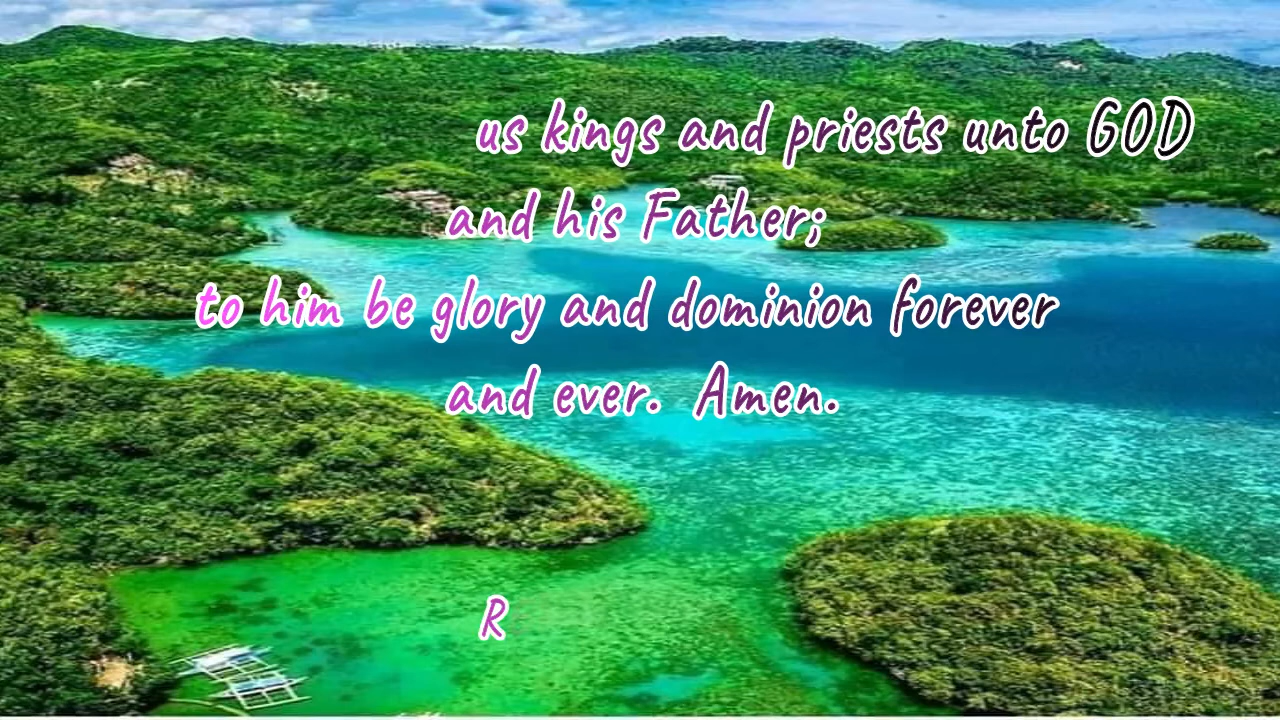 us kings and priests unto GOD
and his Father;
to him be glory and dominion forever
and ever. Amen.
R